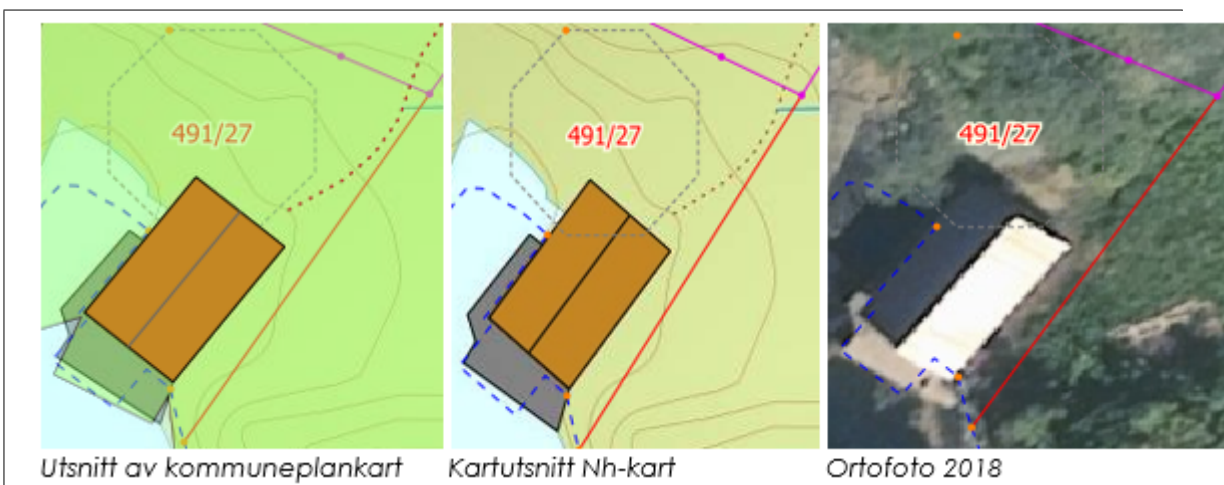 491/27
491/27
491/27
Utsnitt av kommuneplankart
Kartutsnitt Nh-kart
Ortofoto 2018